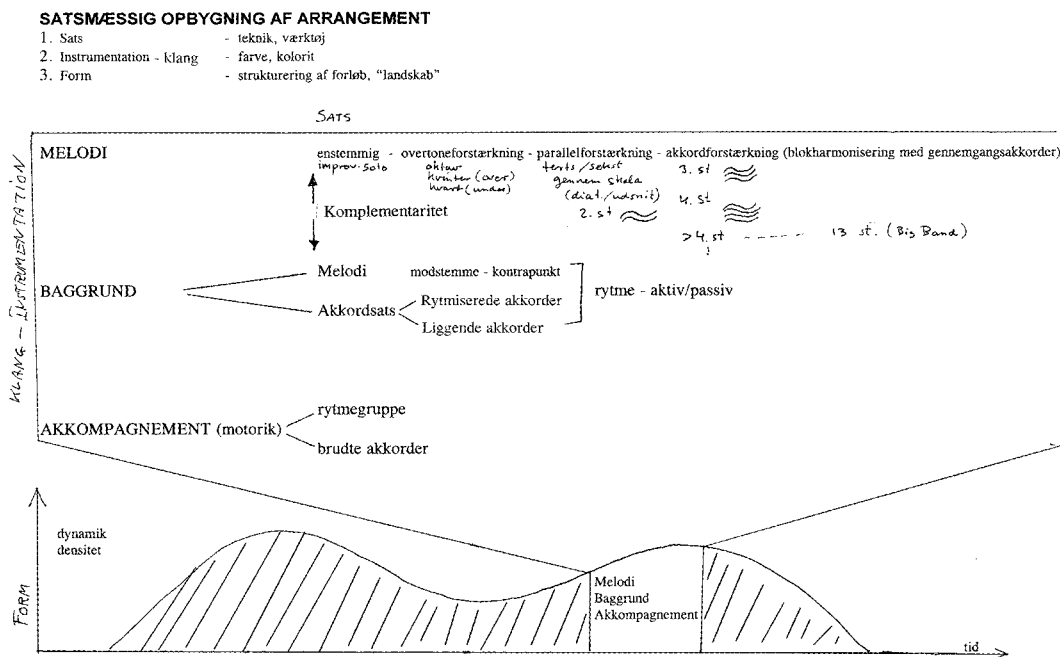 SATSMÆSSIG OPBYGNING AF ARRANGEMENT
1. Sats - teknik, værktøj
2. Instrumentation - klang - farve, kolorit
3. Form - strukturering af forløb, "landskab"
SATS
KLANG - INSTRUMENTATION
MELODI
enstemmig - overtoneforstærkning - parallelforstærkning - akkordforstærkning (blokharmonisering med gennemgangsakkorder)
improv. solo oktav terts/sekst 3. st
kvinter (over) gennem skala
kvart (under) (diat./udsnit) 4. st
Komplementaritet 2. st
>4. st ------ 13 st. (Big Band)
BAGGRUND
Melodi modstemme - kontrapunkt
Akkordsats
Rytmiserede akkorder
Liggende akkorder
rytme - aktiv/passiv
AKKOMPAGNEMENT (motorik)
rytmegruppe
brudte akkorder
FORM
dynamik
densitet
Melodi
Baggrund
Akkompagnement
tid